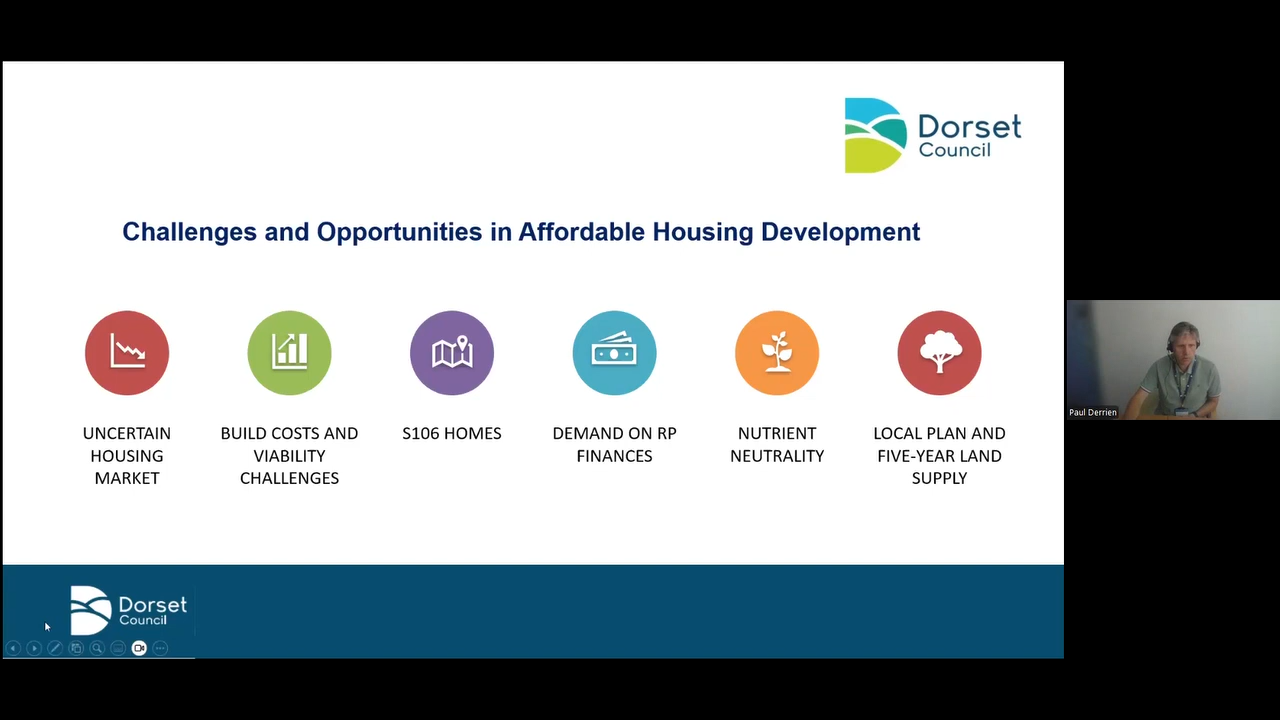 Dorset
Council
Challenges and Opportunities in Affordable Housing Development
UNCERTAIN
HOUSING
MARKET
BUILD COSTS AND
VIABILITY
CHALLENGES
S106 HOMES
DEMAND ON RP
FINANCES
NUTRIENT
NEUTRALITY
LOCAL PLAN AND
FIVE-YEAR LAND
SUPPLY
Paul Derrien
Dorset
Council